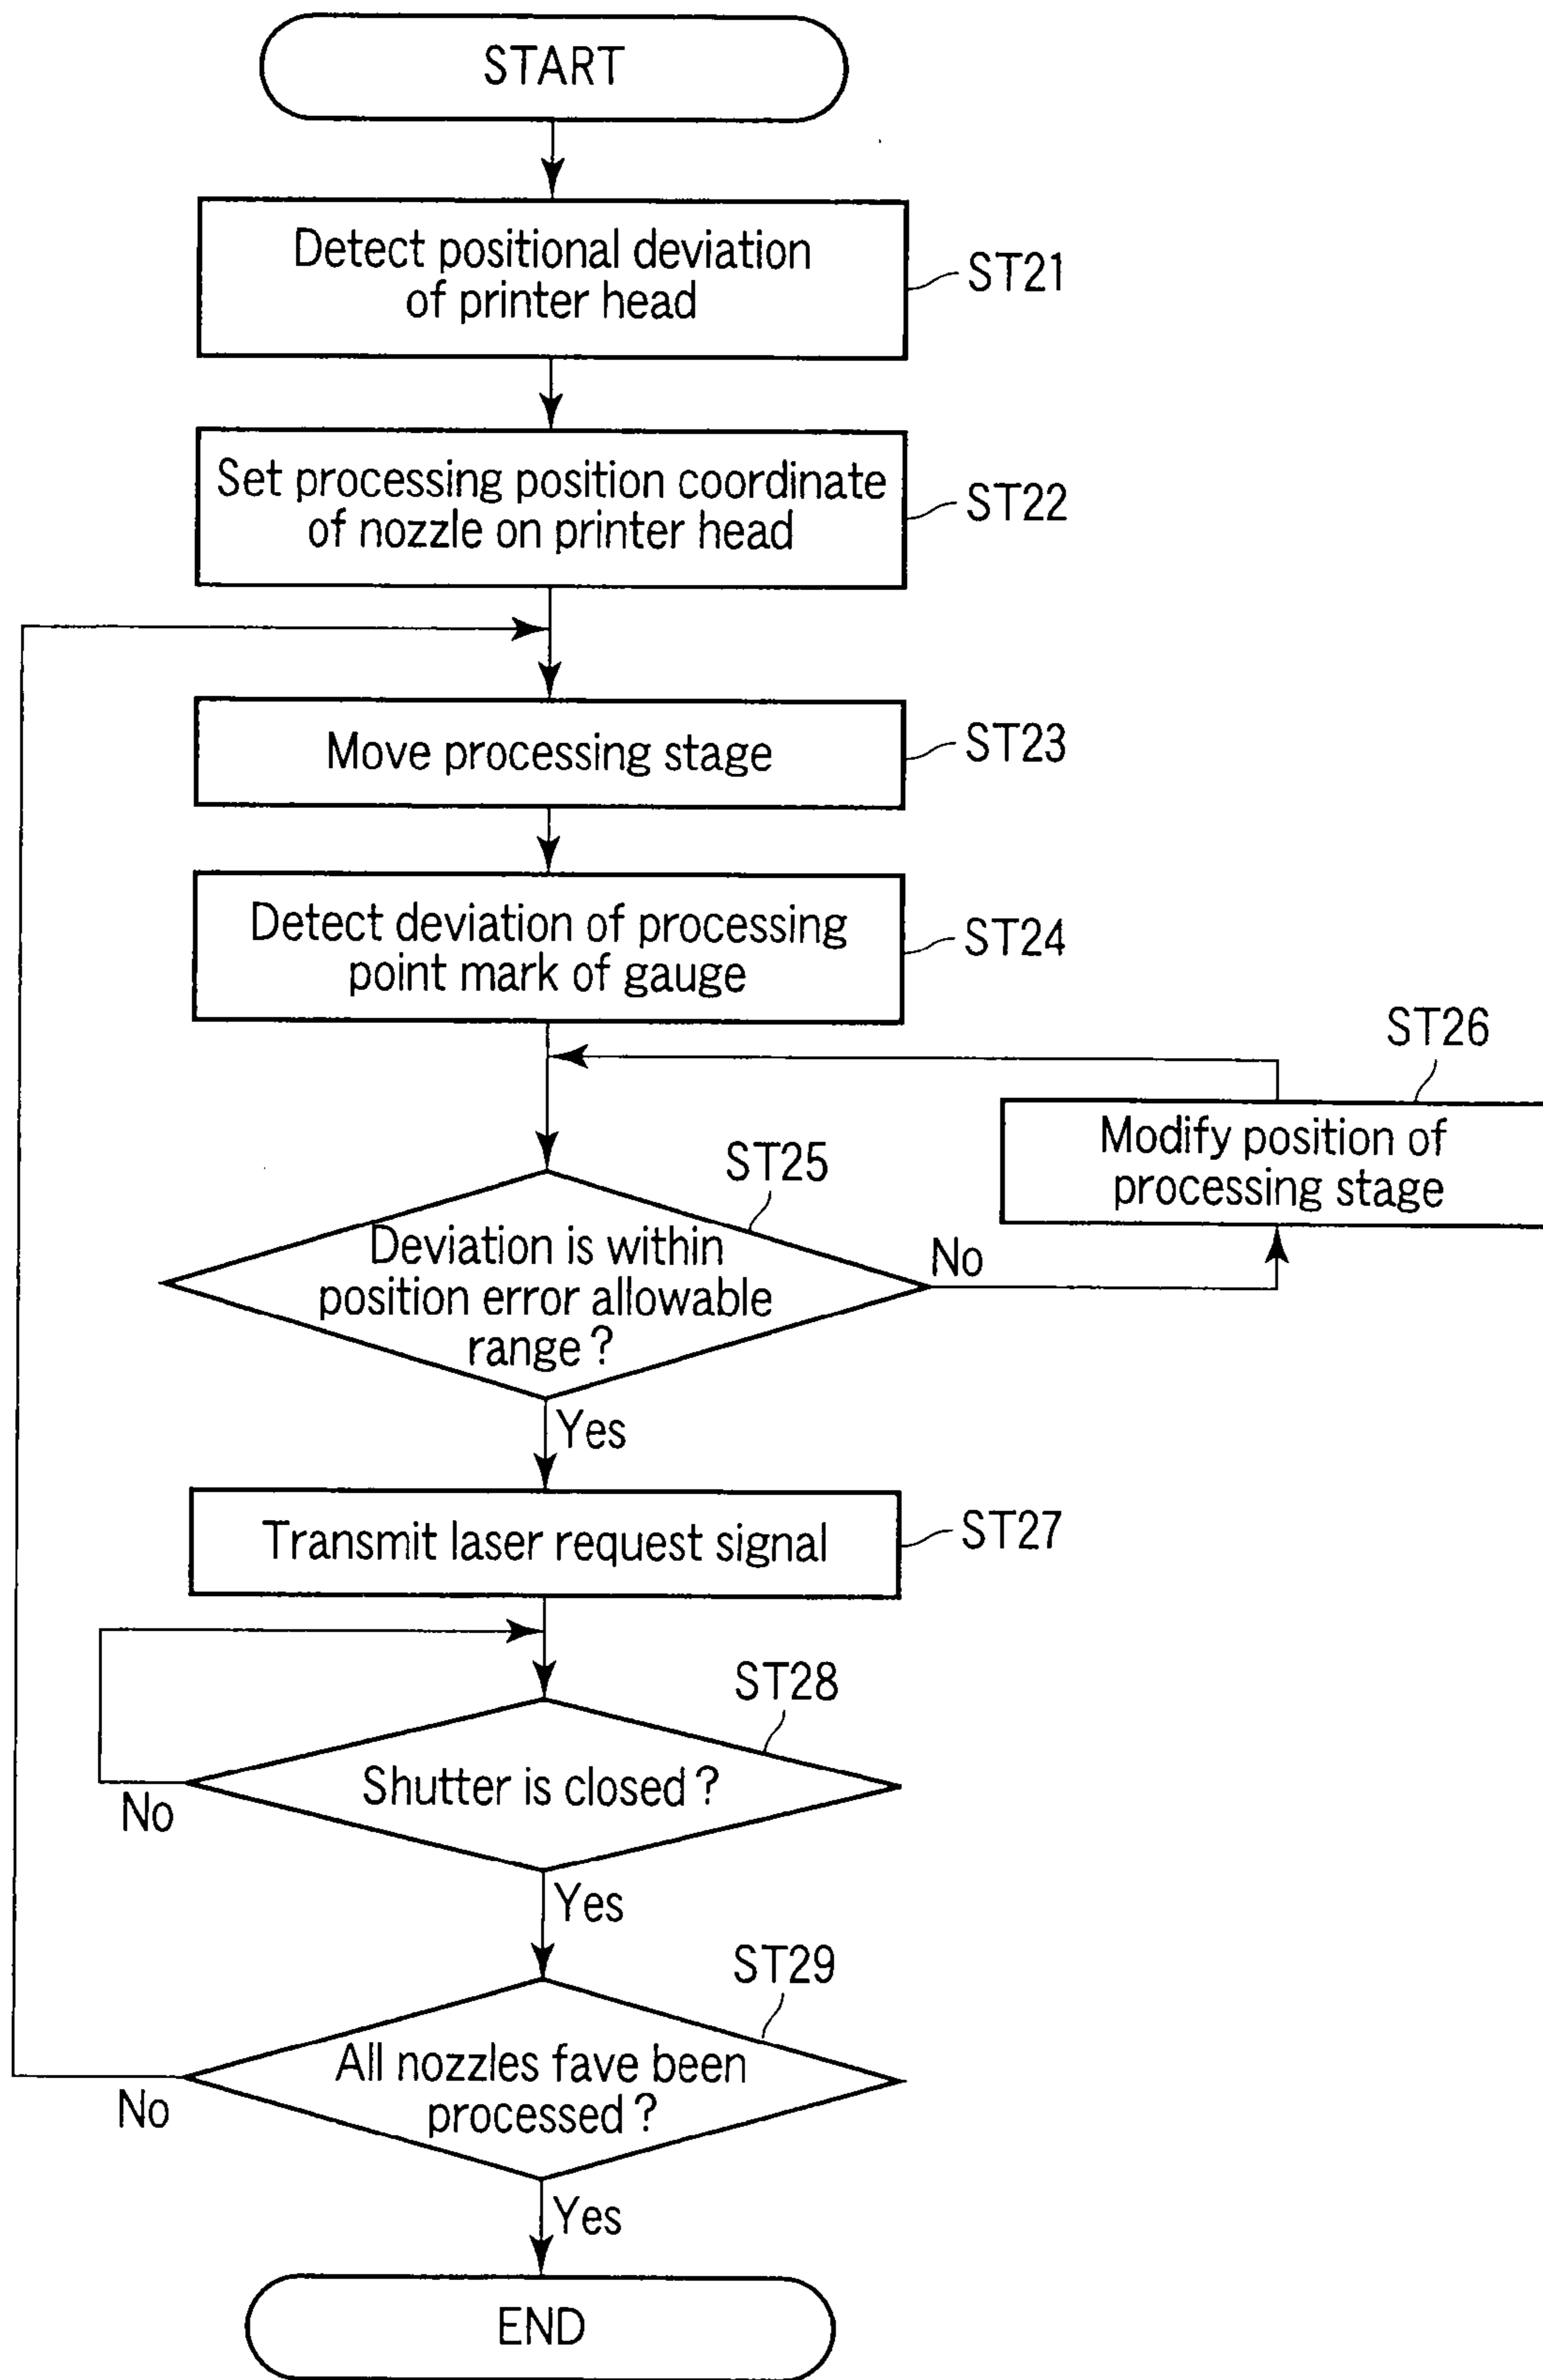 START
Detect positional deviation
of printer head
ST21
Set processing position coordinate
of nozzle on printer head
ST22
Move processing stage
ST23
Detect deviation of processing
point mark of gauge
ST24
ST26
Modify position of
processing stage
ST25
Deviation is within
position error allowable
range ?
No
Yes
Transmit laser request signal
ST27
ST28
Shutter is closed ?
No
Yes
ST29
All nozzles fave been
processed ?
No
Yes
END